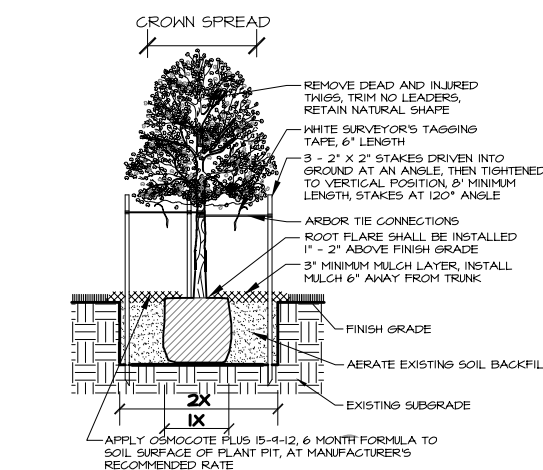 CROWN SPREAD
REMOVE DEAD AND INJURED
TWIGS, TRIM NO LEADERS,
RETAIN NATURAL SHAPE
WHITE SURVEYOR'S TAGGING
TAPE, 6" LENGTH
3 - 2" X 2" STAKES DRIVEN INTO
GROUND AT AN ANGLE, THEN TIGHTENED
TO VERTICAL POSITION, 8' MINIMUM
LENGTH, STAKES AT 120° ANGLE
ARBOR TIE CONNECTIONS
ROOT FLARE SHALL BE INSTALLED
1" - 2" ABOVE FINISH GRADE
3" MINIMUM MULCH LAYER, INSTALL
MULCH 6" AWAY FROM TRUNK
FINISH GRADE
AERATE EXISTING SOIL BACKFIL
EXISTING SUBGRADE
2X
1X
APPLY OSMOCOTE PLUS 15-9-12, 6 MONTH FORMULA TO
SOIL SURFACE OF PLANT PIT, AT MANUFACTURER'S
RECOMMENDED RATE